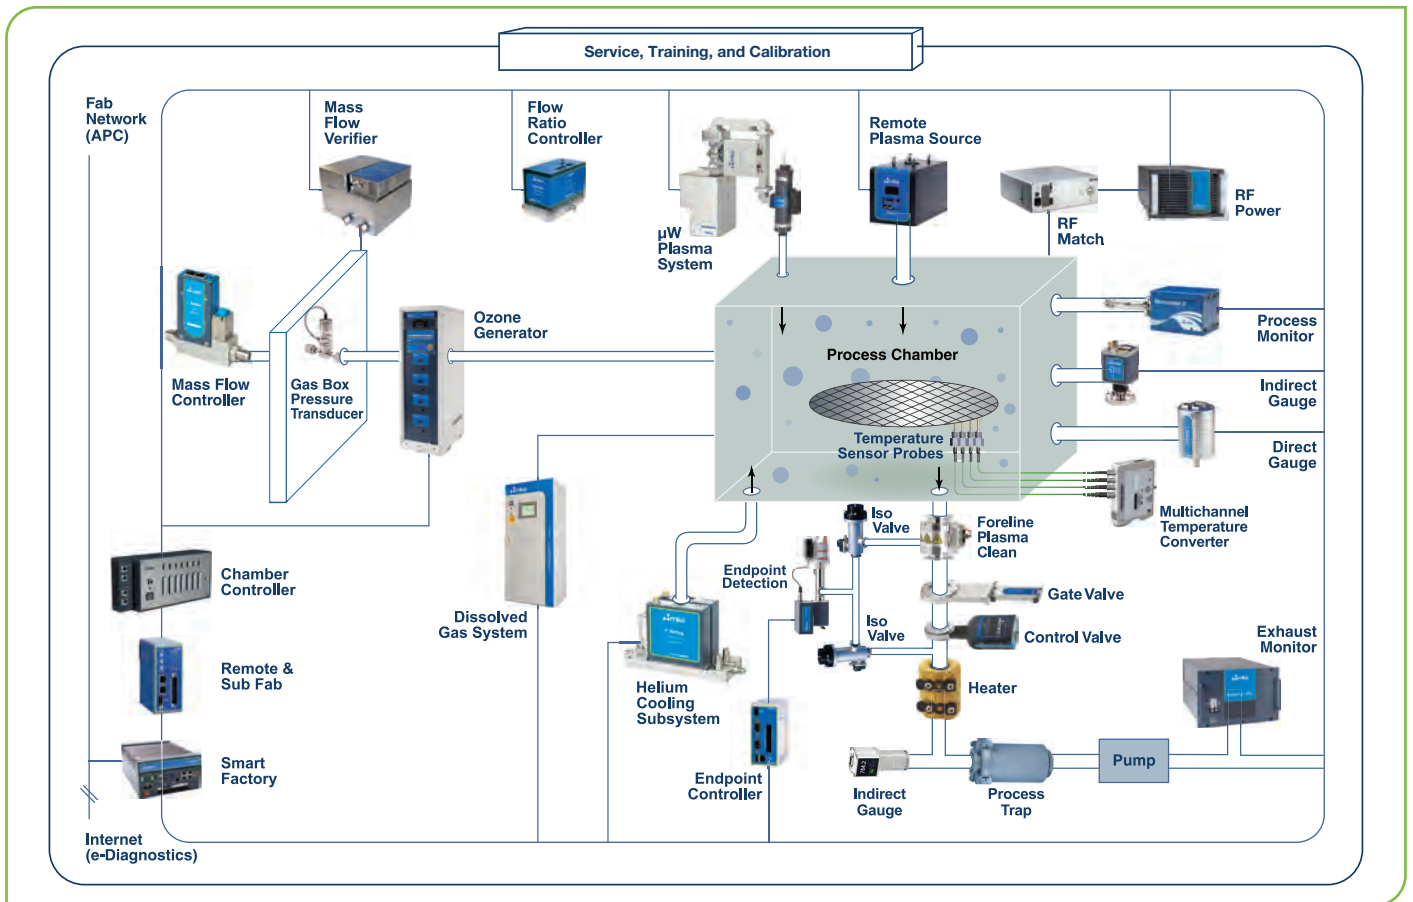 Service, Training, and Calibration
Fab
Network
(APC)
Mass
Flow
Verifier
Flow
Ratio
Controller
µW
Plasma
System
Remote
Plasma Source
RF
Match
RF
Power
Mass Flow
Controller
Gas Box
Pressure
Transducer
Ozone
Generator
Process Chamber
Temperature
Sensor Probes
Process
Monitor
Indirect
Gauge
Direct
Gauge
Multichannel
Temperature
Converter
Chamber
Controller
Remote &
Sub Fab
Smart
Factory
Internet
(e-Diagnostics)
Dissolved
Gas System
Helium
Cooling
Subsystem
Endpoint
Detection
Endpoint
Controller
Iso
Valve
Iso
Valve
Foreline
Plasma
Clean
Gate Valve
Control Valve
Heater
Indirect
Gauge
Process
Trap
Pump
Exhaust
Monitor